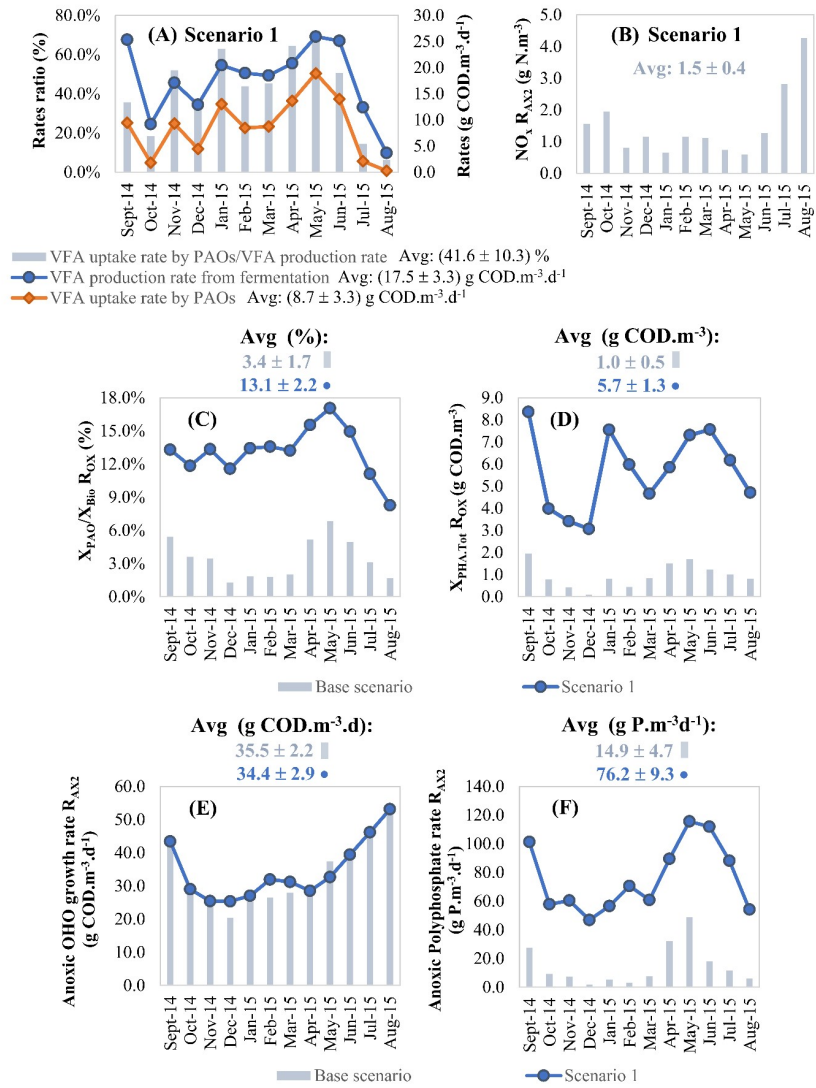 (A) Scenario 1
Rates ratio (%)
80.0%
60.0%
40.0%
20.0%
0.0%
30.0
25.0
20.0
15.0
10.0
5.0
0.0
Rates (g COD.m⁻³.d⁻¹)
Sept-14
Oct-14
Nov-14
Dec-14
Jan-15
Feb-15
Mar-15
Apr-15
May-15
Jun-15
Jul-15
Aug-15
(B) Scenario 1
Avg: 1.5 ± 0.4
NOₓ R_AX2 (g N.m⁻³)
5.0
4.0
3.0
2.0
1.0
0.0
Sept-14
Oct-14
Nov-14
Dec-14
Jan-15
Feb-15
Mar-15
Apr-15
May-15
Jun-15
Jul-15
Aug-15
VFA uptake rate by PAOs/VFA production rate Avg: (41.6 ± 10.3) %
VFA production rate from fermentation Avg: (17.5 ± 3.3) g COD.m⁻³.d⁻¹
VFA uptake rate by PAOs Avg: (8.7 ± 3.3) g COD.m⁻³.d⁻¹
Avg (%):
3.4 ± 1.7
13.1 ± 2.2
(C)
X_PAO/X_Bio R_OX (%)
18.0%
15.0%
12.0%
9.0%
6.0%
3.0%
0.0%
Sept-14
Oct-14
Nov-14
Dec-14
Jan-15
Feb-15
Mar-15
Apr-15
May-15
Jun-15
Jul-15
Aug-15
Avg (g COD.m⁻³):
1.0 ± 0.5
5.7 ± 1.3
(D)
X_PHA.Tot R_OX (g COD.m⁻³)
9.0
8.0
7.0
6.0
5.0
4.0
3.0
2.0
1.0
0.0
Sept-14
Oct-14
Nov-14
Dec-14
Jan-15
Feb-15
Mar-15
Apr-15
May-15
Jun-15
Jul-15
Aug-15
Base scenario
Scenario 1
Avg (g COD.m⁻³.d):
35.5 ± 2.2
34.4 ± 2.9
(E)
Anoxic OHO growth rate R_AX2
(g COD.m⁻³.d⁻¹)
60.0
50.0
40.0
30.0
20.0
10.0
0.0
Sept-14
Oct-14
Nov-14
Dec-14
Jan-15
Feb-15
Mar-15
Apr-15
May-15
Jun-15
Jul-15
Aug-15
Avg (g P.m⁻³d⁻¹):
14.9 ± 4.7
76.2 ± 9.3
(F)
Anoxic Polyphosphate rate R_AX2
(g P.m⁻³.d⁻¹)
140.0
120.0
100.0
80.0
60.0
40.0
20.0
0.0
Sept-14
Oct-14
Nov-14
Dec-14
Jan-15
Feb-15
Mar-15
Apr-15
May-15
Jun-15
Jul-15
Aug-15
Base scenario
Scenario 1